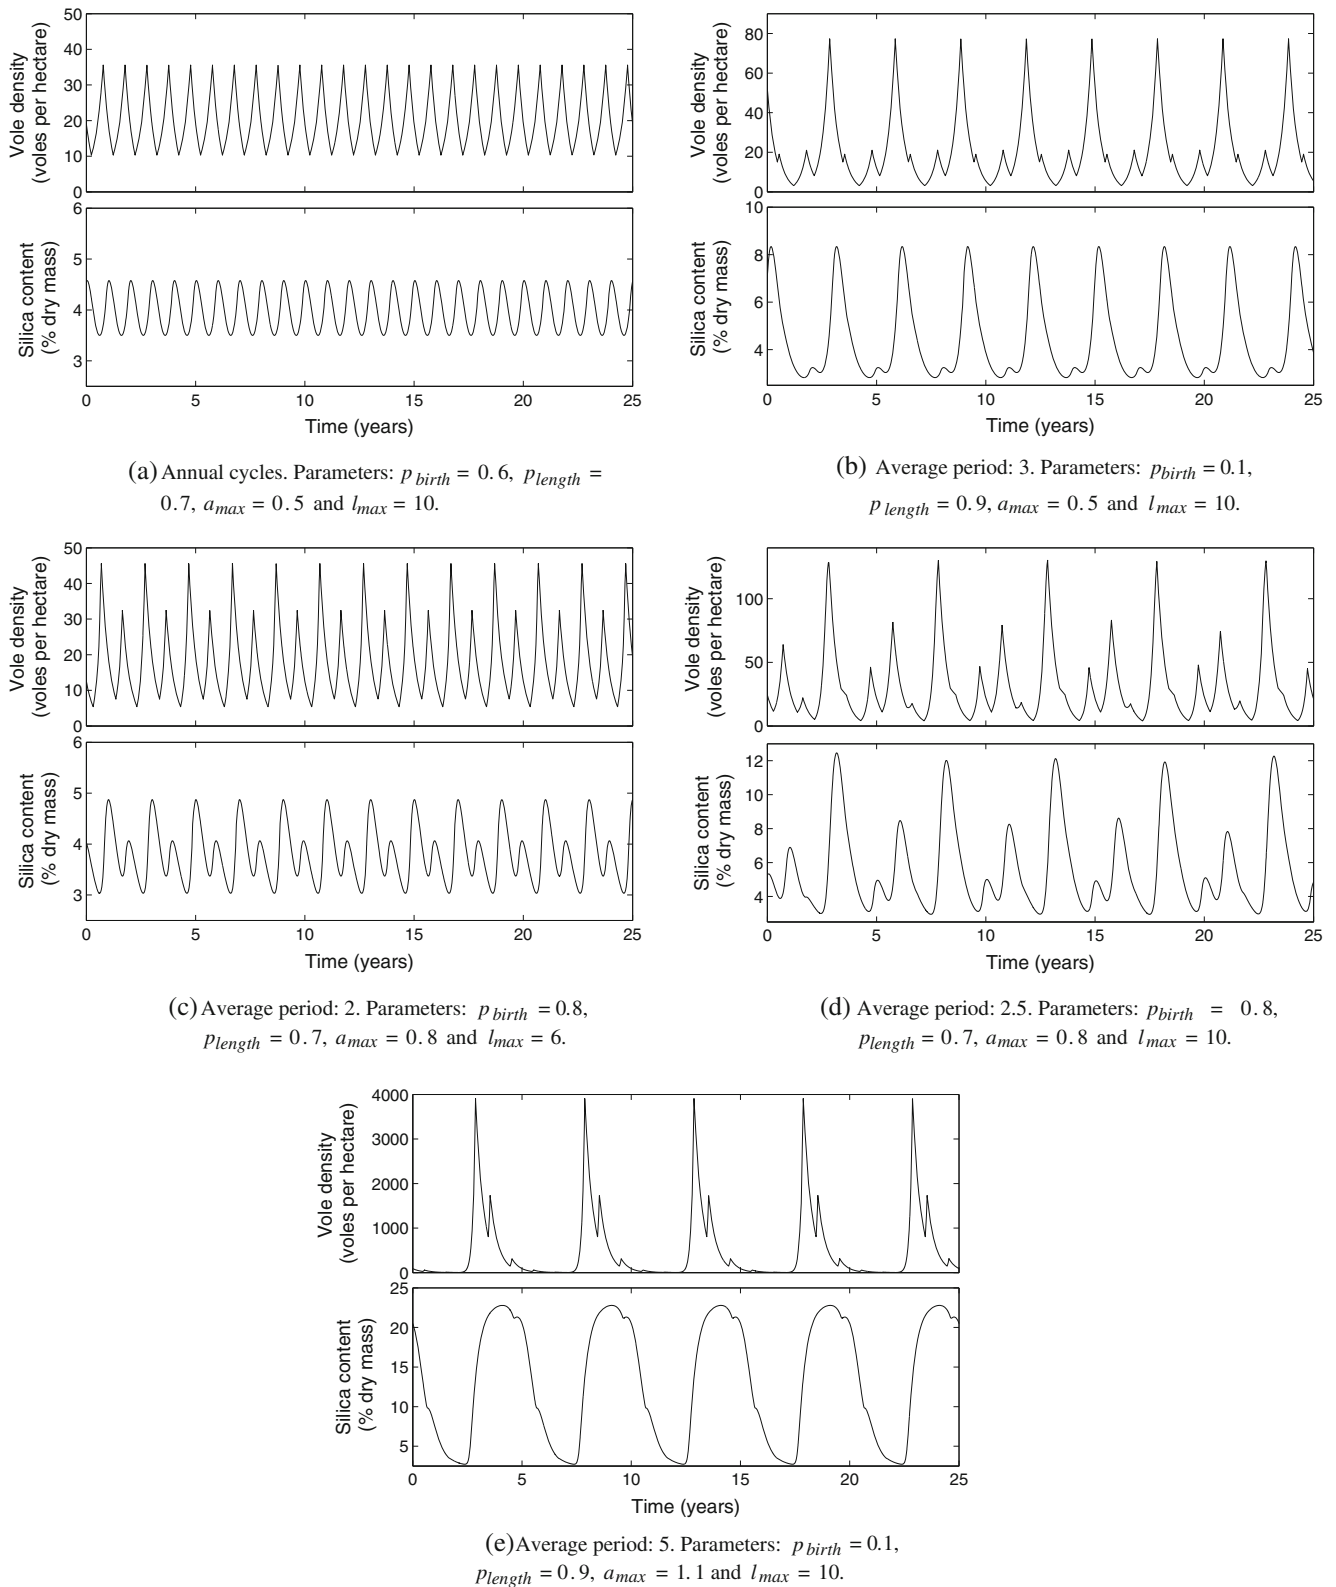 50
40
30
20
10
0
Vole density
(voles per hectare)
6
5
4
3
Silica content
(% dry mass)
0 5 10 15 20 25
Time (years)
(a) Annual cycles. Parameters: p birth = 0.6, p length =
0.7, a max = 0.5 and l max = 10.
80
60
40
20
0
Vole density
(voles per hectare)
10
8
6
4
Silica content
(% dry mass)
0 5 10 15 20 25
Time (years)
(b) Average period: 3. Parameters: p birth = 0.1,
p length = 0.9, a max = 0.5 and l max = 10.
50
40
30
20
10
0
Vole density
(voles per hectare)
6
5
4
3
Silica content
(% dry mass)
0 5 10 15 20 25
Time (years)
(c) Average period: 2. Parameters: p birth = 0.8,
p length = 0.7, a max = 0.8 and l max = 6.
100
50
0
Vole density
(voles per hectare)
12
10
8
6
4
Silica content
(% dry mass)
0 5 10 15 20 25
Time (years)
(d) Average period: 2.5. Parameters: p birth = 0.8,
p length = 0.7, a max = 0.8 and l max = 10.
4000
3000
2000
1000
0
Vole density
(voles per hectare)
25
20
15
10
5
Silica content
(% dry mass)
0 5 10 15 20 25
Time (years)
(e) Average period: 5. Parameters: p birth = 0.1,
p length = 0.9, a max = 1.1 and l max = 10.